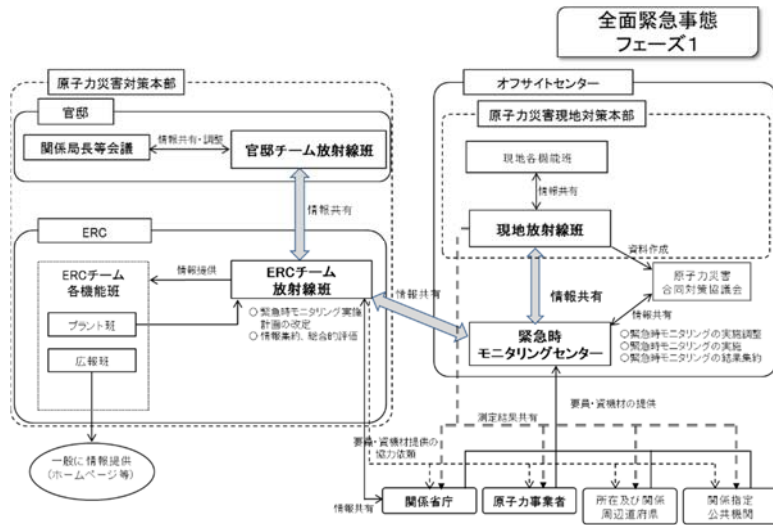 全面緊急事態
フェーズ1
原子力災害対策本部
官邸
関係局長等会議
情報共有・調整
官邸チーム放射線班
情報共有
ERC
ERCチーム
各機能班
プラント班
広報班
情報提供
ERCチーム
放射線班
○緊急時モニタリング実施
計画の改定
○情報集約、総合的評価
一般に情報提供
(ホームページ等)
情報共有
オフサイトセンター
原子力災害現地対策本部
現地各機能班
情報共有
現地放射線班
資料作成
原子力災害
合同対策協議会
情報共有
情報共有
緊急時
モニタリングセンター
○緊急時モニタリングの実施調整
○緊急時モニタリングの実施
○緊急時モニタリングの結果集約
要員・資機材の提供
測定結果共有
要員・資機材提供の
協力依頼
情報共有
関係省庁
原子力事業者
所在及び関係
周辺道府県
関係指定
公共機関